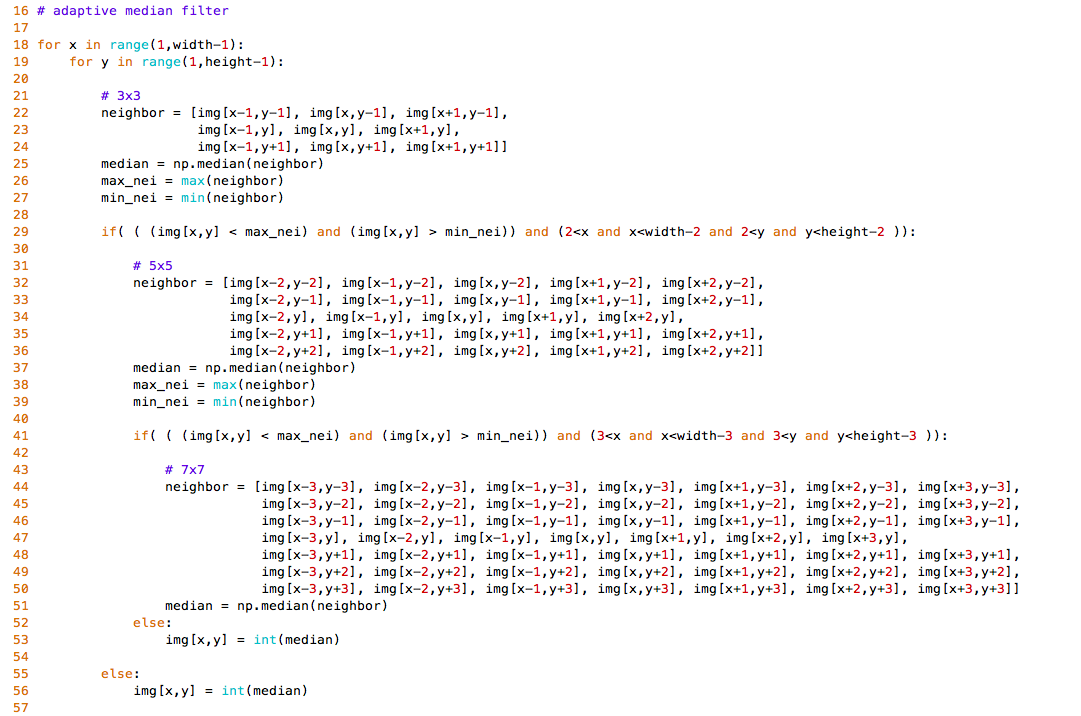 16 # adaptive median filter
17
18 for x in range(1,width-1):
19     for y in range(1,height-1):
20
21         # 3x3
22         neighbor = [img[x-1,y-1], img[x,y-1], img[x+1,y-1],
23                     img[x-1,y], img[x,y], img[x+1,y],
24                     img[x-1,y+1], img[x,y+1], img[x+1,y+1]]
25         median = np.median(neighbor)
26         max_nei = max(neighbor)
27         min_nei = min(neighbor)
28
29         if( ( (img[x,y] < max_nei) and (img[x,y] > min_nei)) and (2<x and x<width-2 and 2<y and y<height-2 )):
30
31             # 5x5
32             neighbor = [img[x-2,y-2], img[x-1,y-2], img[x,y-2], img[x+1,y-2], img[x+2,y-2],
33                         img[x-2,y-1], img[x-1,y-1], img[x,y-1], img[x+1,y-1], img[x+2,y-1],
34                         img[x-2,y], img[x-1,y], img[x,y], img[x+1,y], img[x+2,y],
35                         img[x-2,y+1], img[x-1,y+1], img[x,y+1], img[x+1,y+1], img[x+2,y+1],
36                         img[x-2,y+2], img[x-1,y+2], img[x,y+2], img[x+1,y+2], img[x+2,y+2]]
37             median = np.median(neighbor)
38             max_nei = max(neighbor)
39             min_nei = min(neighbor)
40
41             if( ( (img[x,y] < max_nei) and (img[x,y] > min_nei)) and (3<x and x<width-3 and 3<y and y<height-3 )):
42
43                 # 7x7
44                 neighbor = [img[x-3,y-3], img[x-2,y-3], img[x-1,y-3], img[x,y-3], img[x+1,y-3], img[x+2,y-3], img[x+3,y-3],
45                             img[x-3,y-2], img[x-2,y-2], img[x-1,y-2], img[x,y-2], img[x+1,y-2], img[x+2,y-2], img[x+3,y-2],
46                             img[x-3,y-1], img[x-2,y-1], img[x-1,y-1], img[x,y-1], img[x+1,y-1], img[x+2,y-1], img[x+3,y-1],
47                             img[x-3,y], img[x-2,y], img[x-1,y], img[x,y], img[x+1,y], img[x+2,y], img[x+3,y],
48                             img[x-3,y+1], img[x-2,y+1], img[x-1,y+1], img[x,y+1], img[x+1,y+1], img[x+2,y+1], img[x+3,y+1],
49                             img[x-3,y+2], img[x-2,y+2], img[x-1,y+2], img[x,y+2], img[x+1,y+2], img[x+2,y+2], img[x+3,y+2],
50                             img[x-3,y+3], img[x-2,y+3], img[x-1,y+3], img[x,y+3], img[x+1,y+3], img[x+2,y+3], img[x+3,y+3]]
51                 median = np.median(neighbor)
52             else:
53                 img[x,y] = int(median)
54
55         else:
56             img[x,y] = int(median)
57